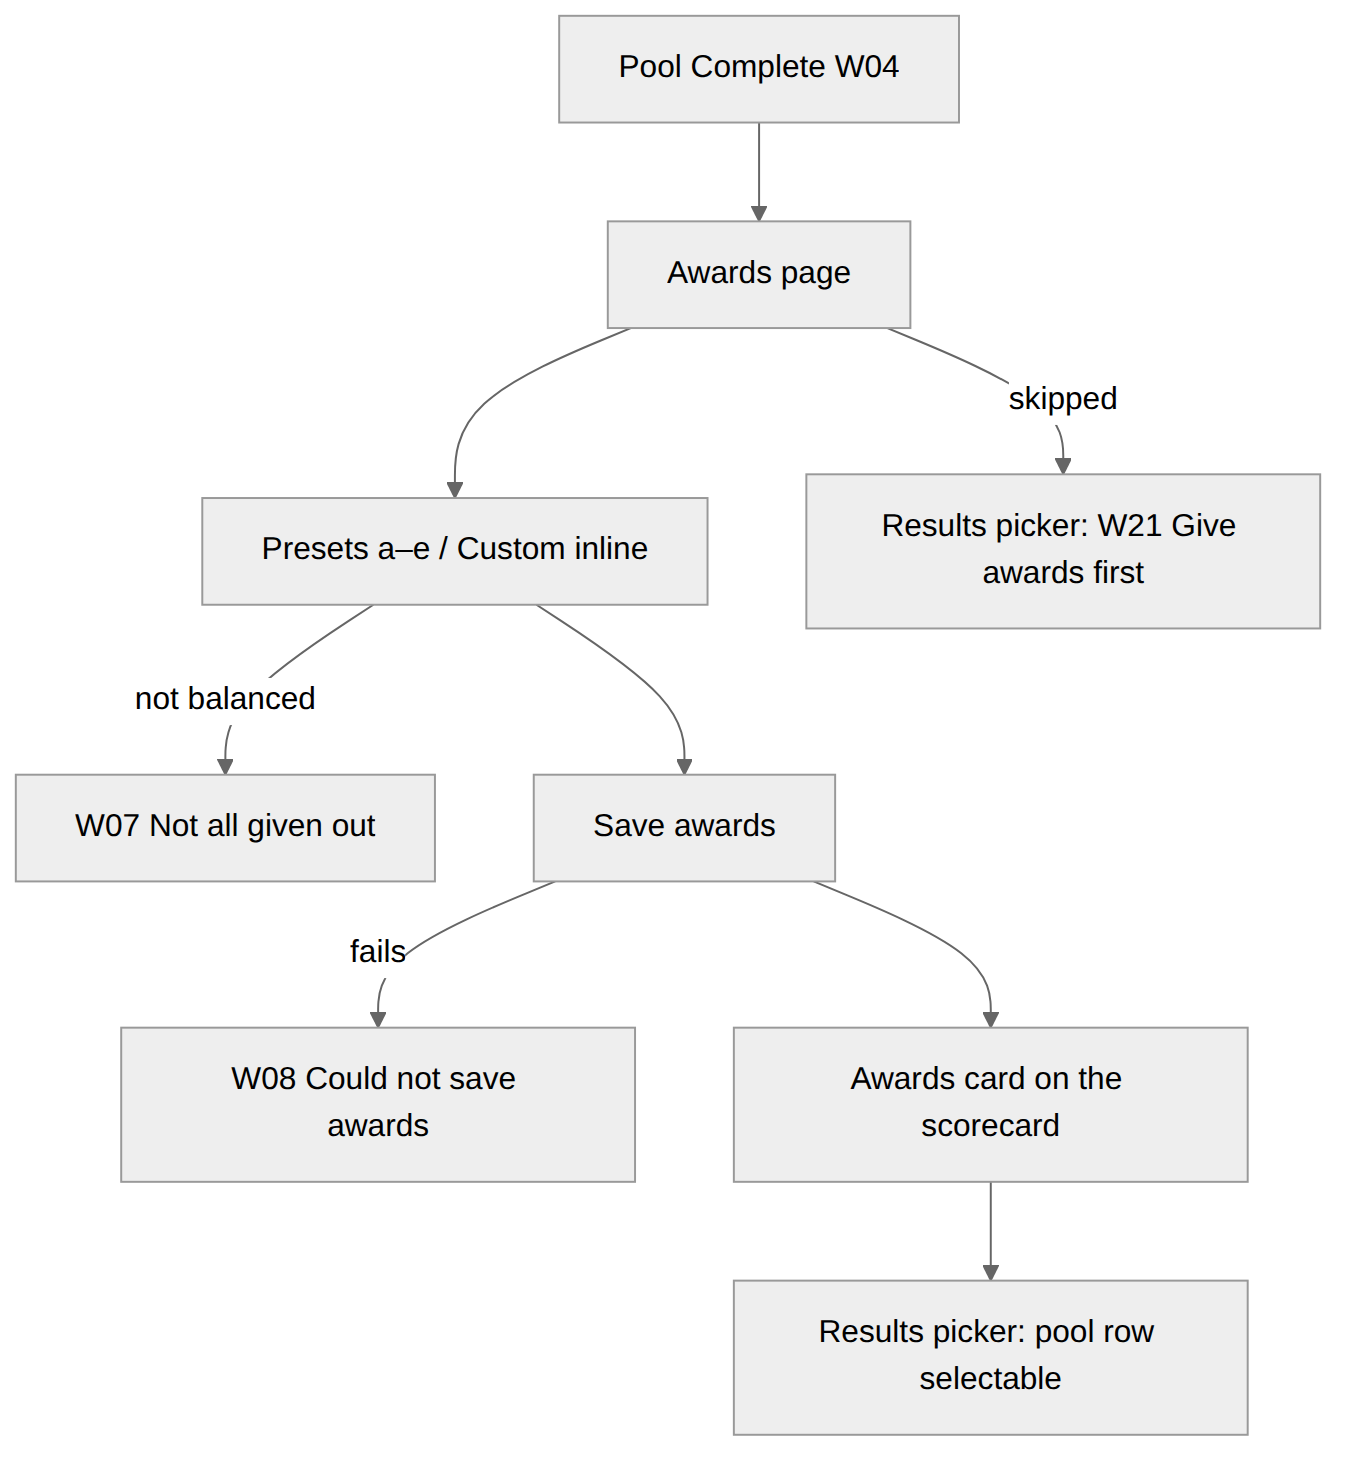 Pool Complete W04
Awards page
skipped
Results picker: W21 Give
awards first
Presets a–e / Custom inline
not balanced
W07 Not all given out
Save awards
fails
W08 Could not save
awards
Awards card on the
scorecard
Results picker: pool row
selectable